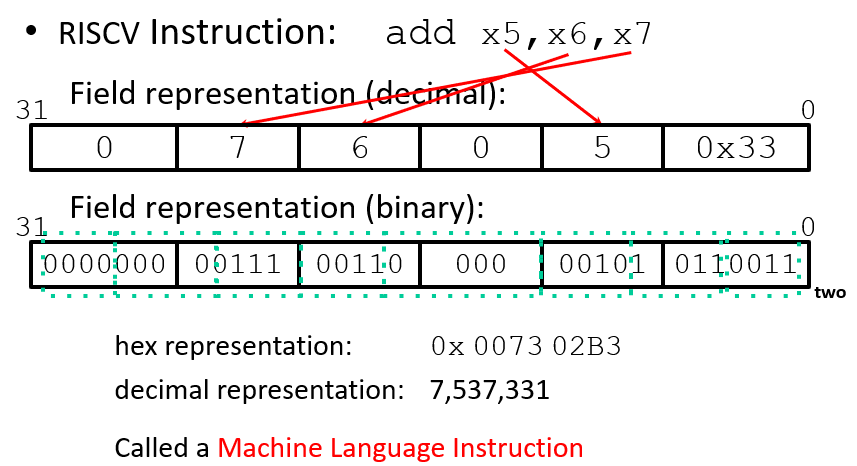 • RISCV Instruction: add x5,x6,x7
Field representation (decimal):
31 0
0 7 6 0 5 0x33
Field representation (binary):
31 0
0000000 00111 00110 000 00101 0110011
two
hex representation: 0x 0073 02B3
decimal representation: 7,537,331
Called a Machine Language Instruction